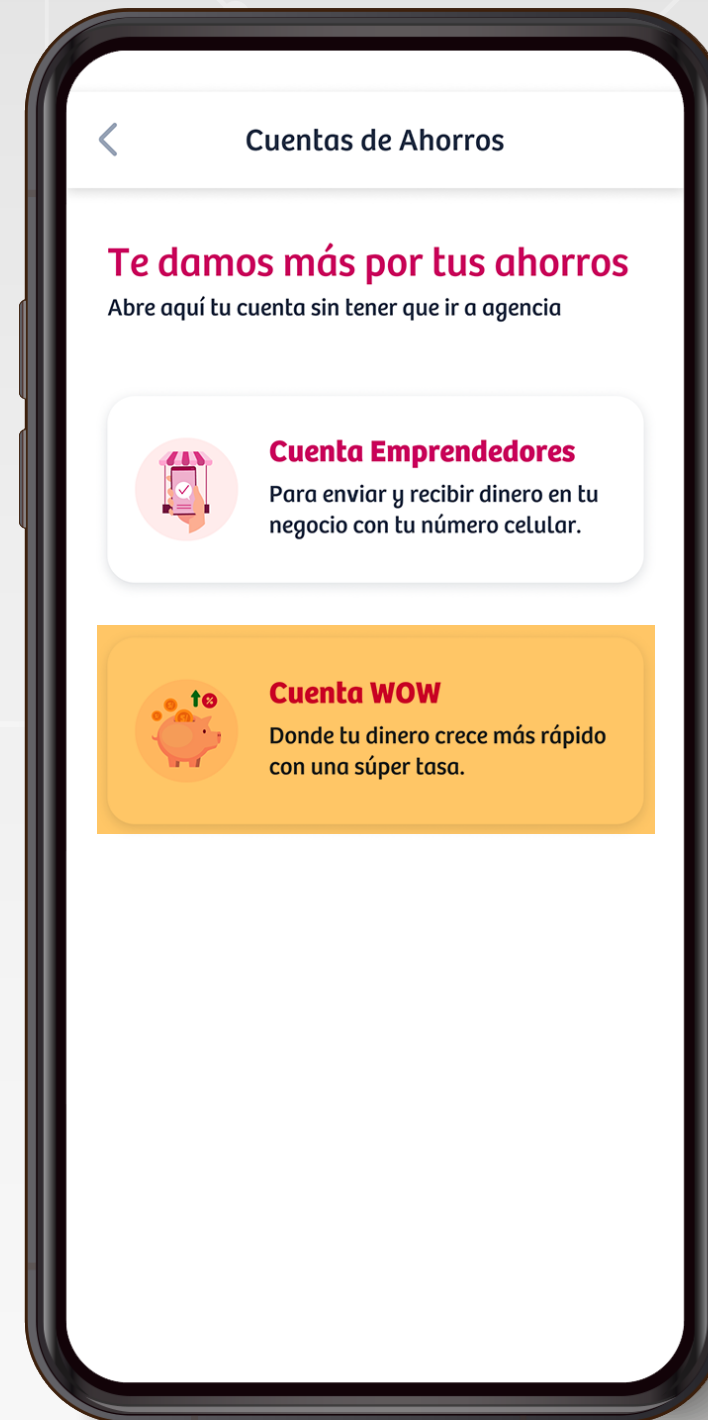 Cuentas de Ahorros
Te damos más por tus ahorros
Abre aquí tu cuenta sin tener que ir a agencia
Cuenta Emprendedores
Para enviar y recibir dinero en tu
negocio con tu número celular.
%
Cuenta WOW
Donde tu dinero crece más rápido
con una súper tasa.